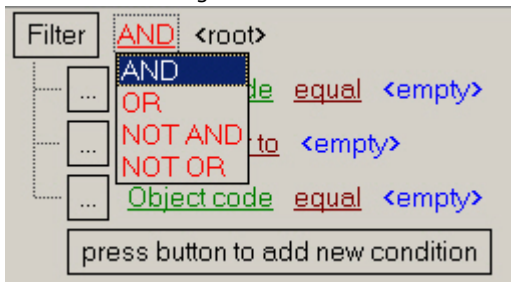 Filter AND <root>
AND
... de equal <empty>
OR
NOT AND
... to <empty>
NOT OR
... Object code equal <empty>
press button to add new condition